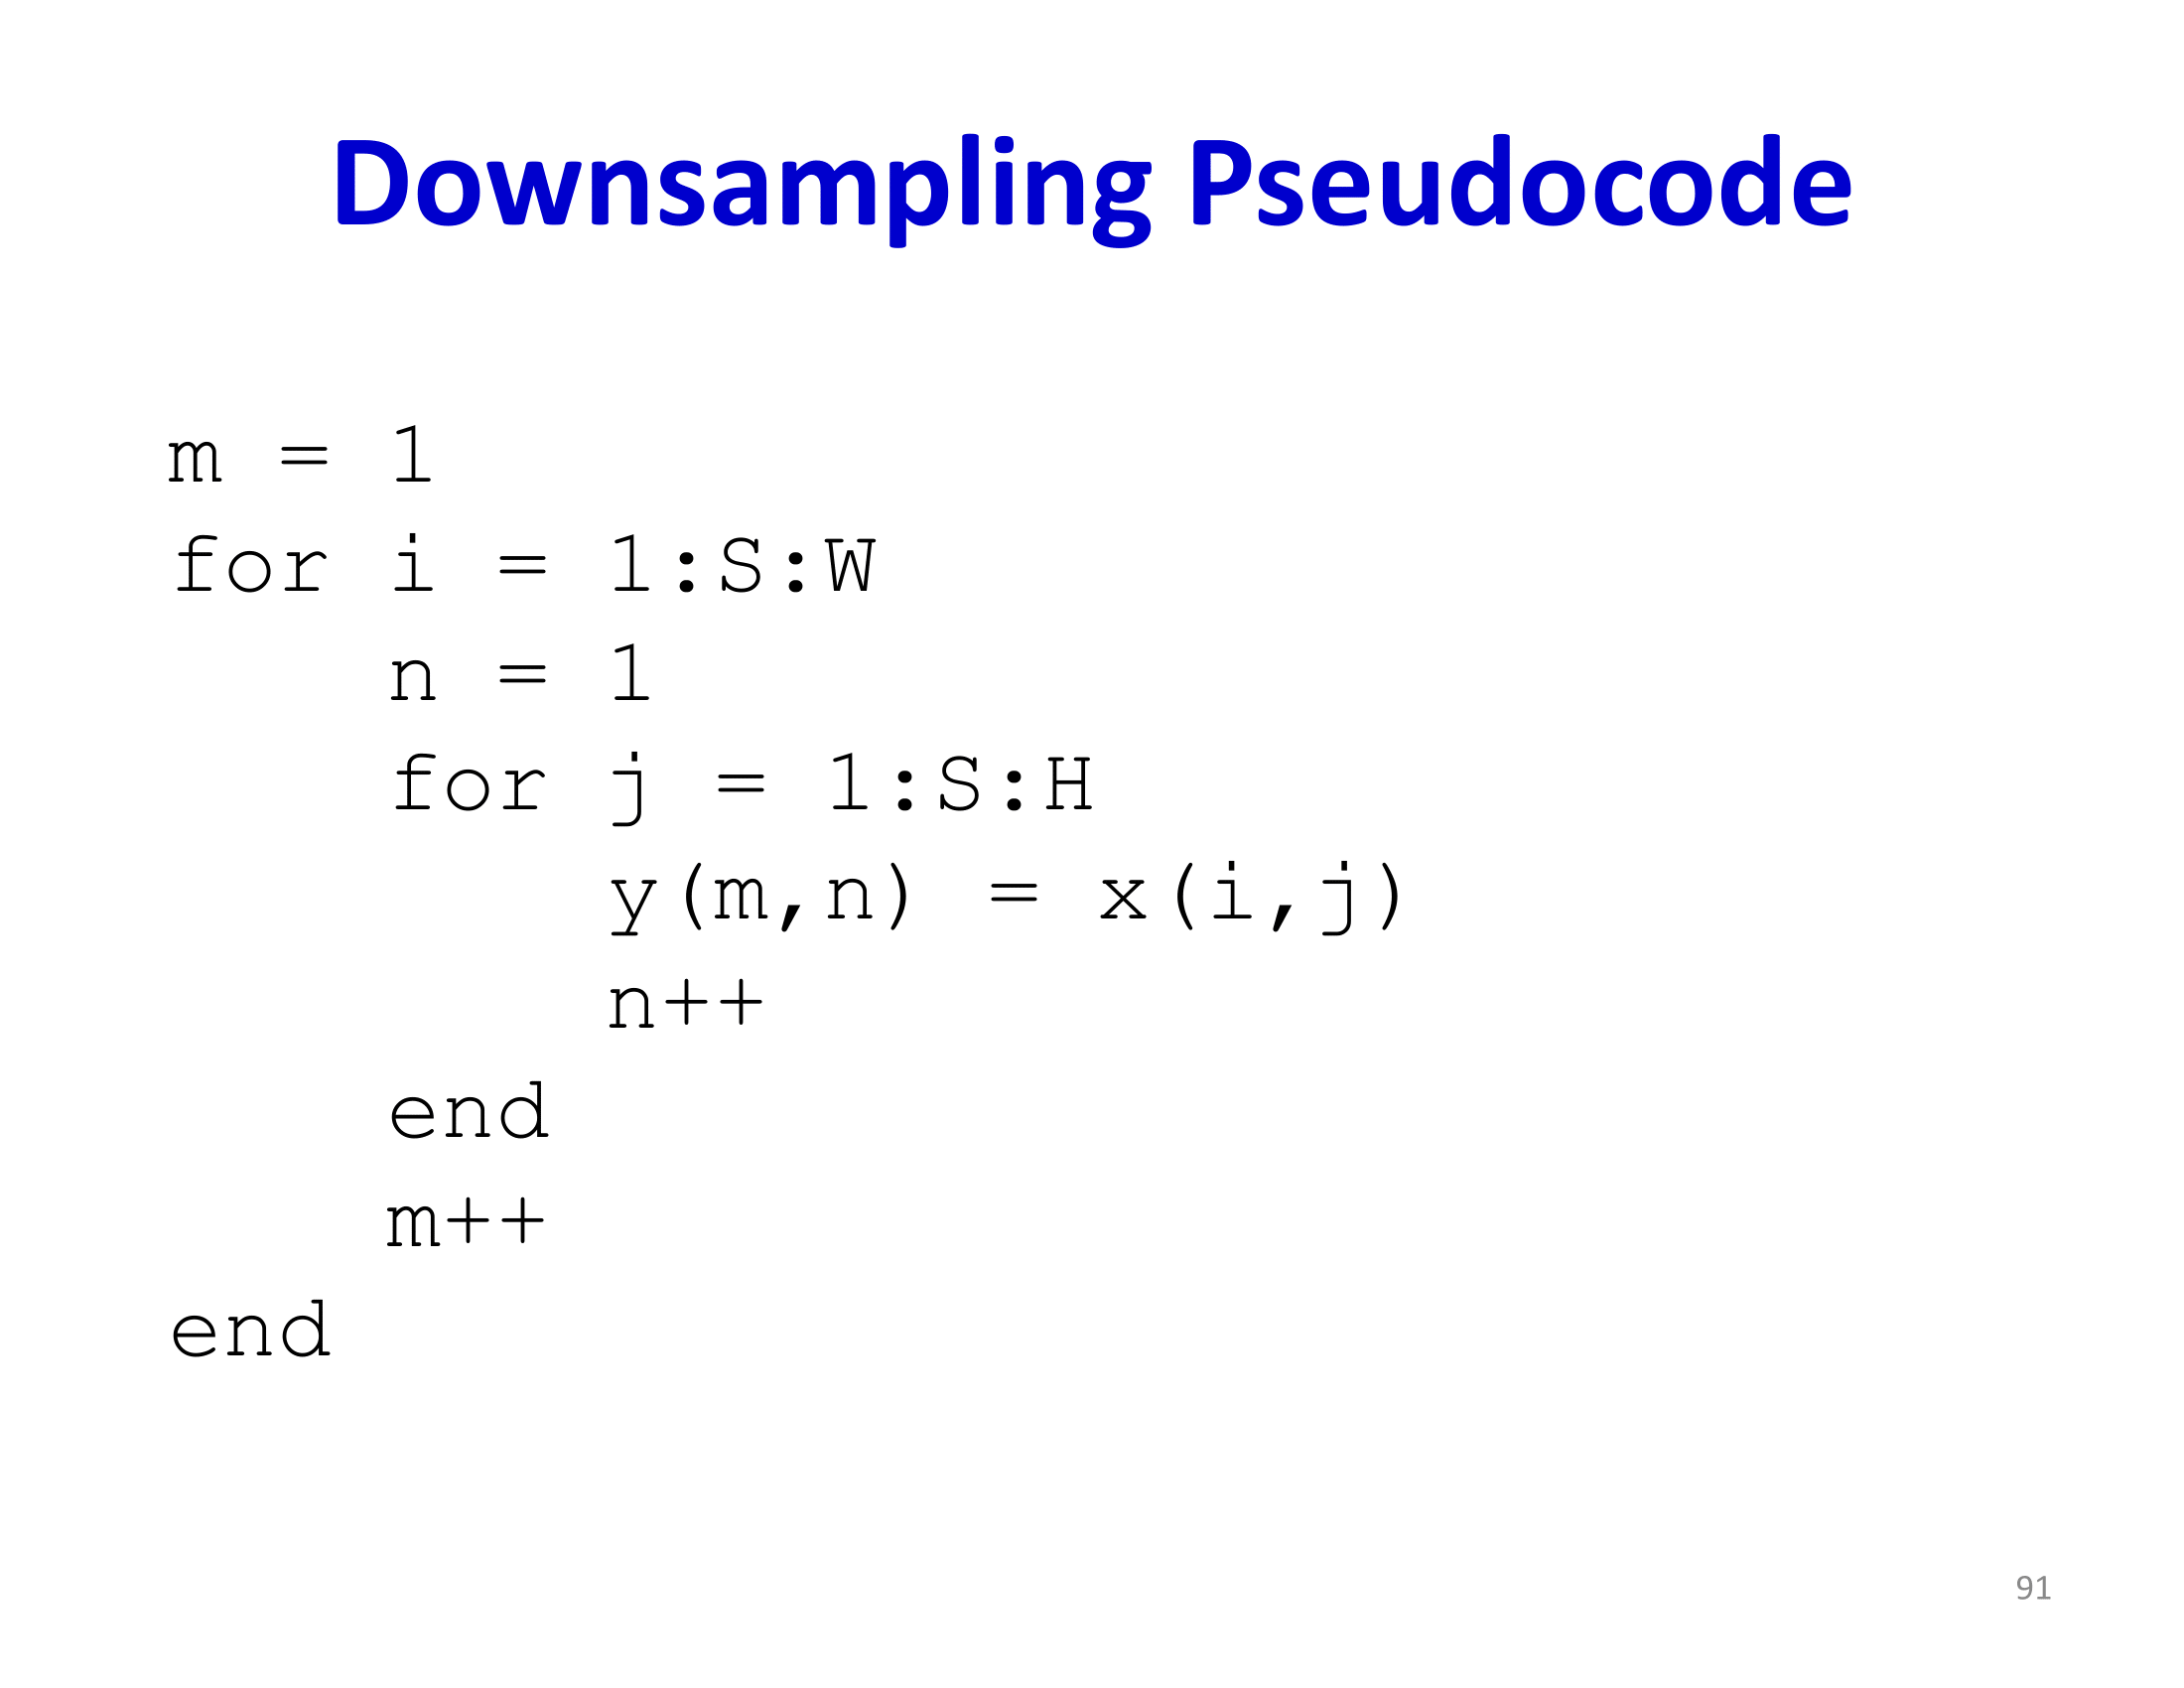 Downsampling Pseudocode
m = 1
for i = 1:S:W
n = 1
for j = 1:S:H
y(m,n) = x(i,j)
n++
end
m++
end
91